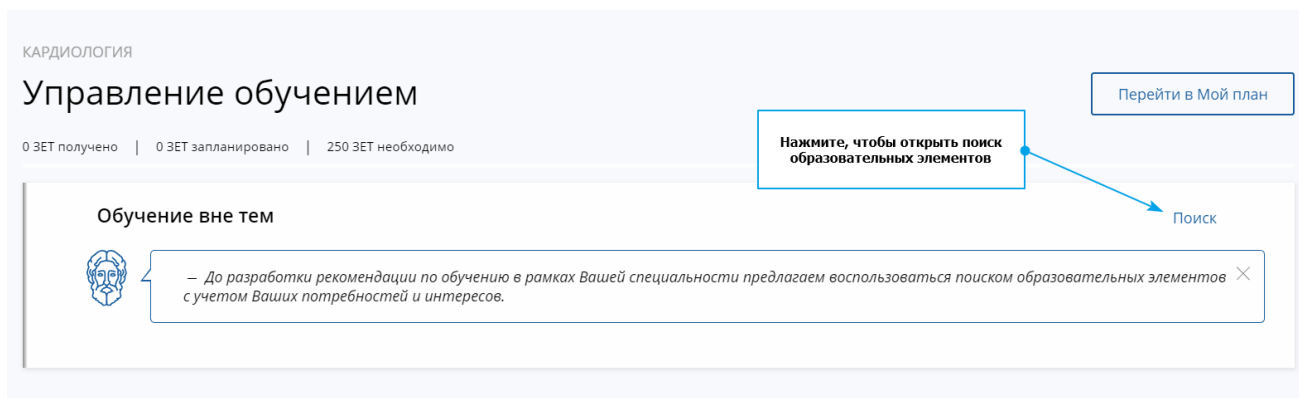 КАРДИОЛОГИЯ
Управление обучением
Перейти в Мой план
0 ЗЕТ получено | 0 ЗЕТ запланировано | 250 ЗЕТ необходимо
Нажмите, чтобы открыть поиск
образовательных элементов
Обучение вне тем
Поиск
— До разработки рекомендации по обучению в рамках Вашей специальности предлагаем воспользоваться поиском образовательных элементов
с учетом Ваших потребностей и интересов.